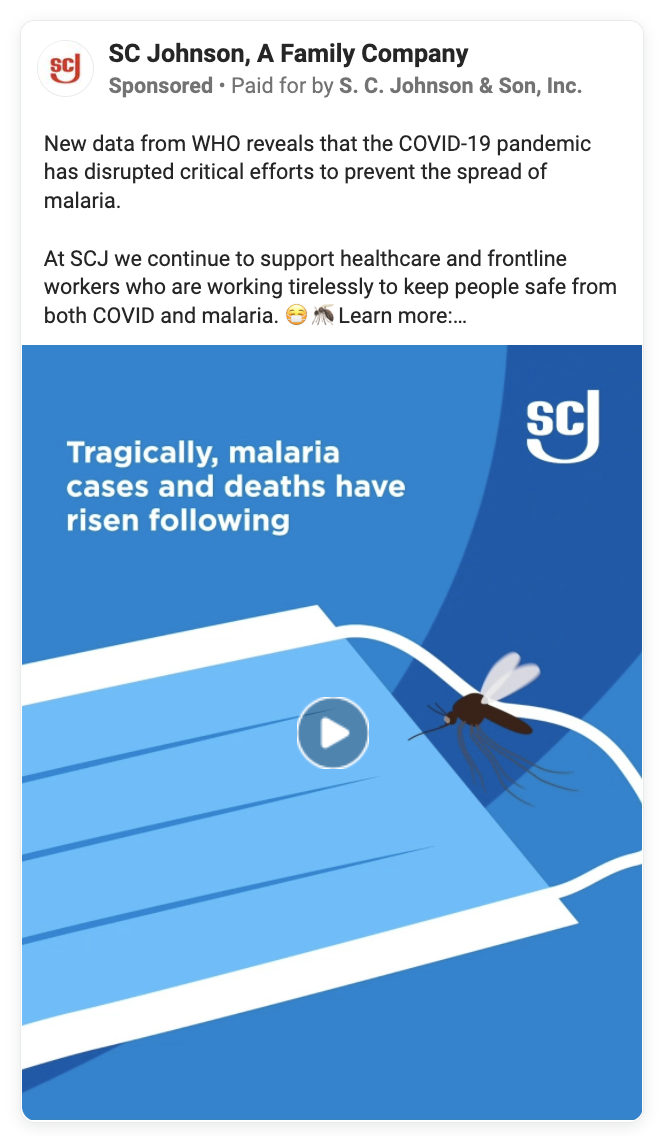 scj
SC Johnson, A Family Company
Sponsored • Paid for by S. C. Johnson & Son, Inc.
New data from WHO reveals that the COVID-19 pandemic
has disrupted critical efforts to prevent the spread of
malaria.
At SCJ we continue to support healthcare and frontline
workers who are working tirelessly to keep people safe from
both COVID and malaria. 😷 🦟 Learn more:...
scj
Tragically, malaria
cases and deaths have
risen following